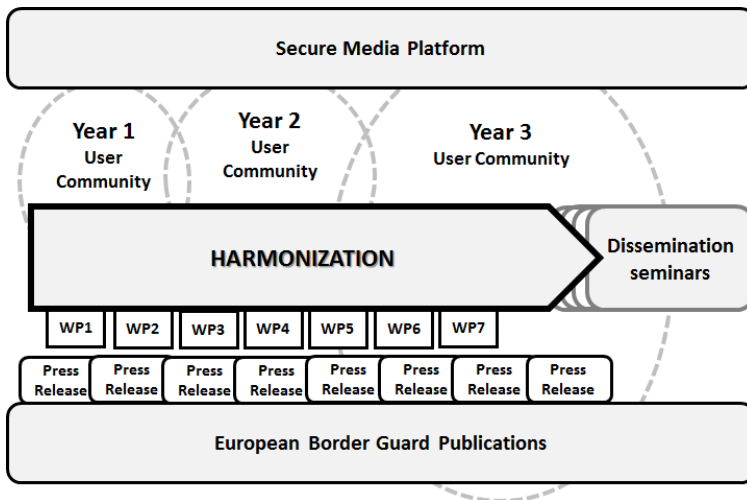 Secure Media Platform
Year 1
User
Community
Year 2
User
Community
Year 3
User Community
HARMONIZATION
Dissemination
seminars
WP1
WP2
WP3
WP4
WP5
WP6
WP7
Press
Release
Press
Release
Press
Release
Press
Release
Press
Release
Press
Release
Press
Release
Press
Release
European Border Guard Publications